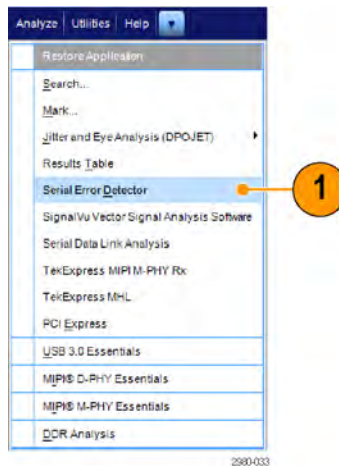 Analyze Utilities Help
Restore Application
Search...
Mark...
Jitter and Eye Analysis (DPOJET)
Results Table
Serial Error Detector
1
SignalVu Vector Signal Analysis Software
Serial Data Link Analysis
TekExpress MIPI M-PHY Rx
TekExpress MHL
PCI Express
USB 3.0 Essentials
MIPI® D-PHY Essentials
MIPI® M-PHY Essentials
DDR Analysis
2980-033